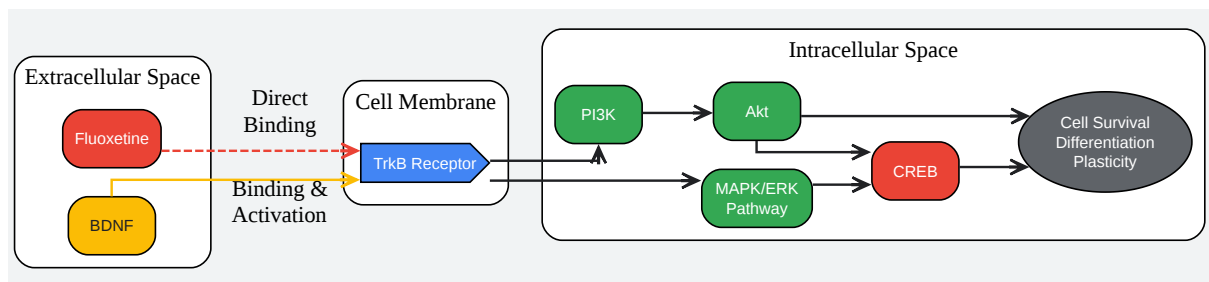 Extracellular Space
Fluoxetine
BDNF
Direct
Binding
Binding &
Activation
Cell Membrane
TrkB Receptor
Intracellular Space
PI3K
Akt
MAPK/ERK
Pathway
CREB
Cell Survival
Differentiation
Plasticity